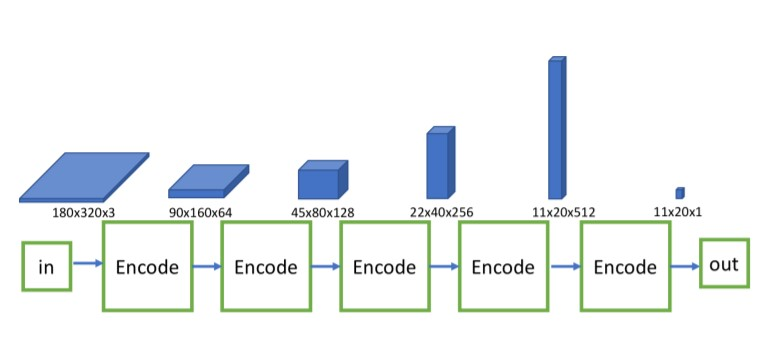 180x320x3 90x160x64 45x80x128 22x40x256 11x20x512 11x20x1
in Encode Encode Encode Encode Encode out